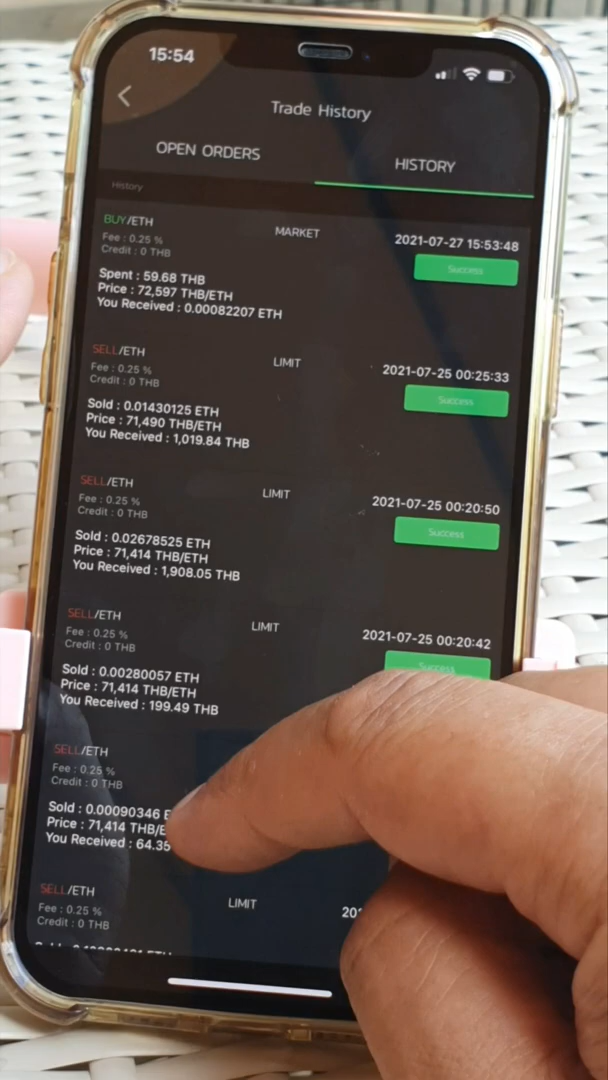 15:54
Trade History
OPEN ORDERS
HISTORY
History
BUY/ETH
MARKET
2021-07-27 15:53:48
Fee : 0.25 %
Credit : 0 THB
Success
Spent : 59.68 THB
Price : 72,597 THB/ETH
You Received : 0.00082207 ETH
SELL/ETH
LIMIT
2021-07-25 00:25:33
Fee : 0.25 %
Credit : 0 THB
Success
Sold : 0.01430125 ETH
Price : 71,490 THB/ETH
You Received : 1,019.84 THB
SELL/ETH
LIMIT
2021-07-25 00:20:50
Fee : 0.25 %
Credit : 0 THB
Success
Sold : 0.02678525 ETH
Price : 71,414 THB/ETH
You Received : 1,908.05 THB
SELL/ETH
LIMIT
2021-07-25 00:20:42
Fee : 0.25 %
Credit : 0 THB
Success
Sold : 0.00280057 ETH
Price : 71,414 THB/ETH
You Received : 199.49 THB
SELL/ETH
Fee : 0.25 %
Credit : 0 THB
Sold : 0.00090346 E
Price : 71,414 THB/E
You Received : 64.35
SELL/ETH
LIMIT
20
Fee : 0.25 %
Credit : 0 THB